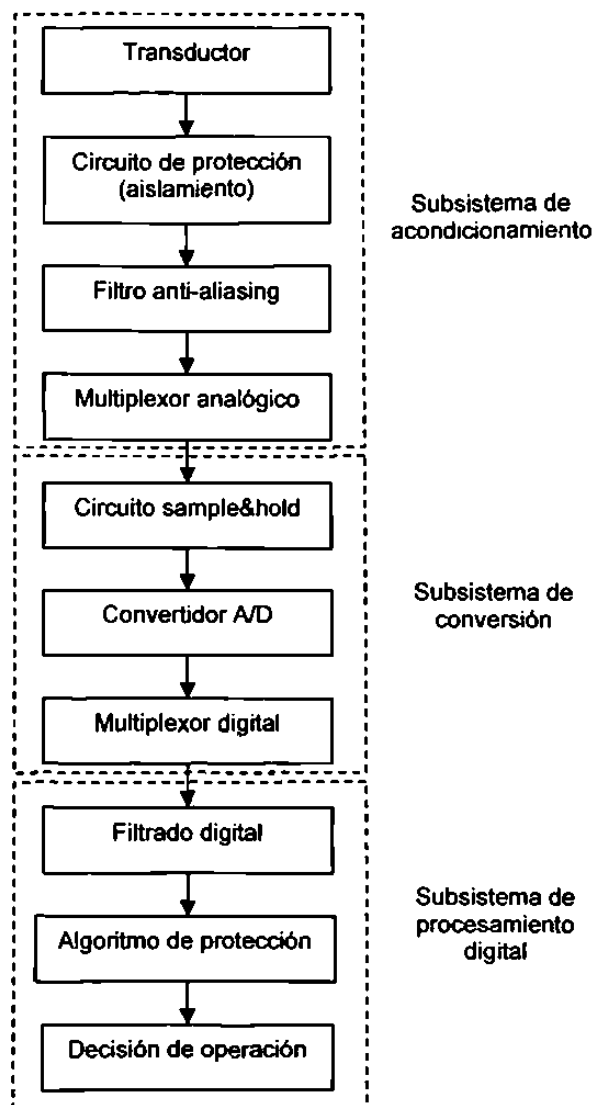 Transductor
Circuito de protección
(aislamiento)
Filtro anti-aliasing
Multiplexor analógico
Subsistema de
acondicionamiento
Circuito sample&hold
Convertidor A/D
Multiplexor digital
Subsistema de
conversión
Filtrado digital
Algoritmo de protección
Decisión de operación
Subsistema de
procesamiento
digital